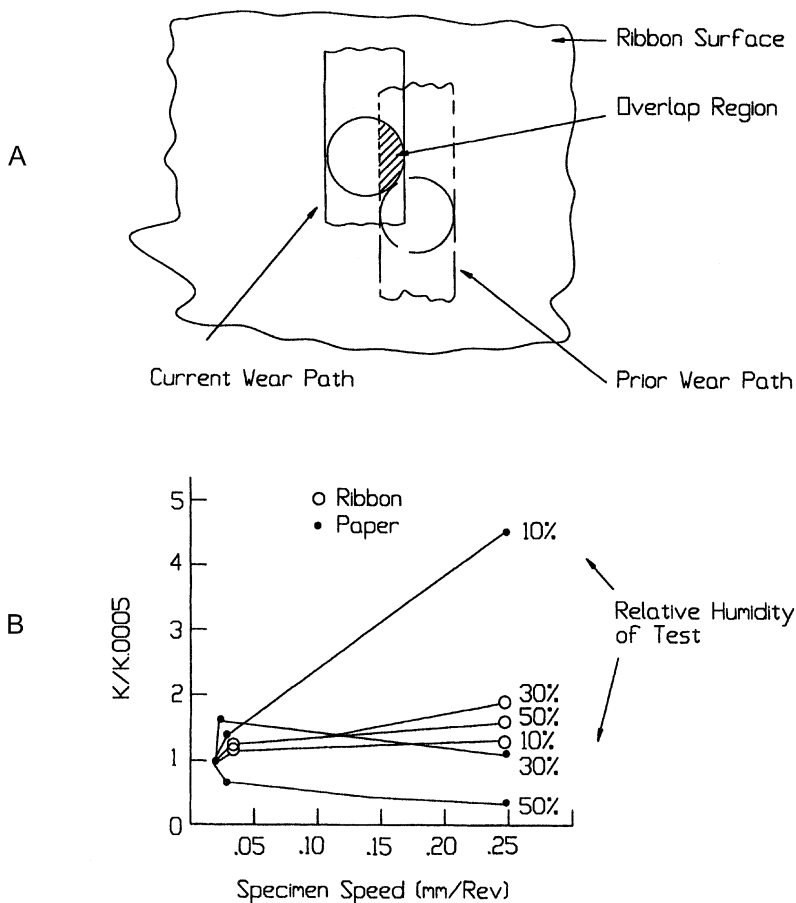 A
Ribbon Surface
Overlap Region
Current Wear Path
Prior Wear Path
B
K/K.0005
5
4
3
2
1
0
Ribbon
Paper
10%
30%
50%
10%
30%
50%
Relative Humidity
of Test
.05
.10
.15
.20
.25
Specimen Speed (mm/Rev)